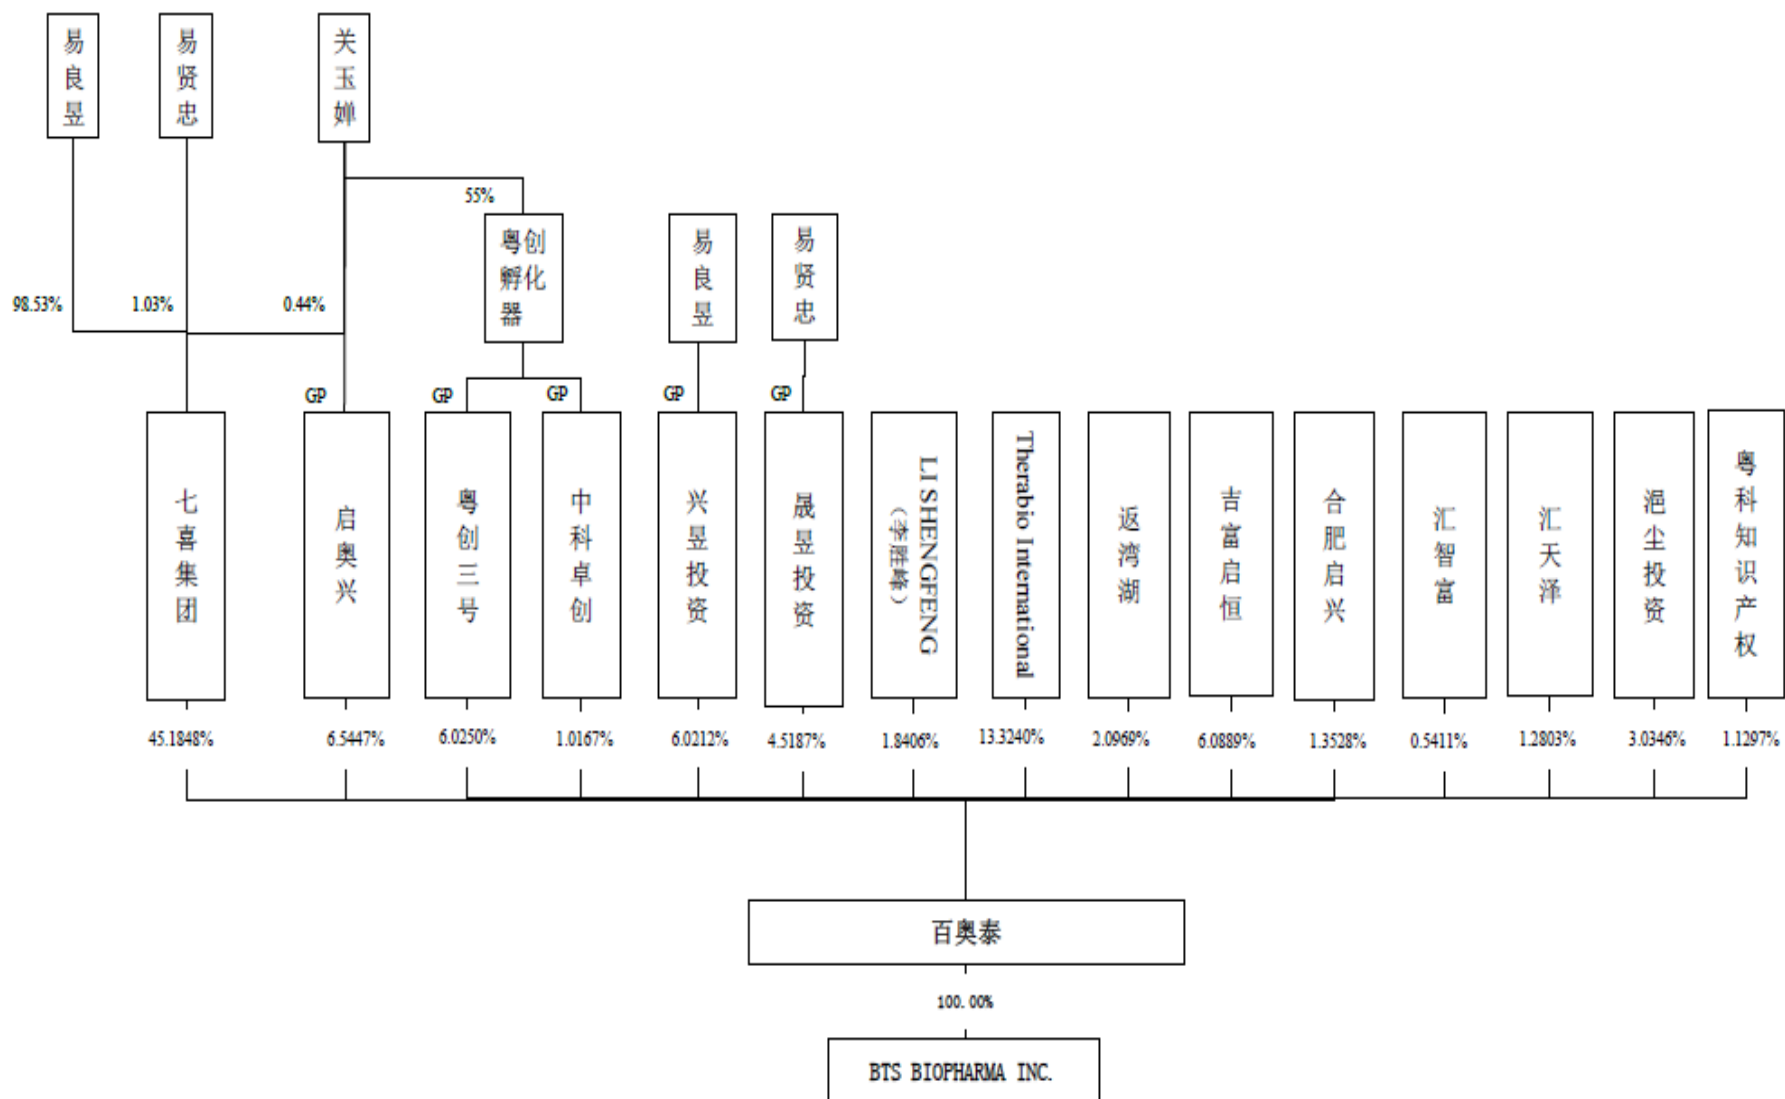 易良昱
易贤忠
关玉婵
55%
粤创
孵化
器
易良昱
易贤忠
98.53%
1.03%
0.44%
GP
GP
GP
GP
GP
七喜集团
启奥兴
粤创三号
中科卓创
兴昱投资
晟昱投资
LI SHENGFENG
（李胜峰）
Therabio International
返湾湖
吉富启恒
合肥启兴
汇智富
汇天泽
浥尘投资
粤科知识产权
45.1848%
6.5447%
6.0250%
1.0167%
6.0212%
4.5187%
1.8406%
13.3240%
2.0969%
6.0889%
1.3528%
0.5411%
1.2803%
3.0346%
1.1297%
百奥泰
100.00%
BTS BIOPHARMA INC.